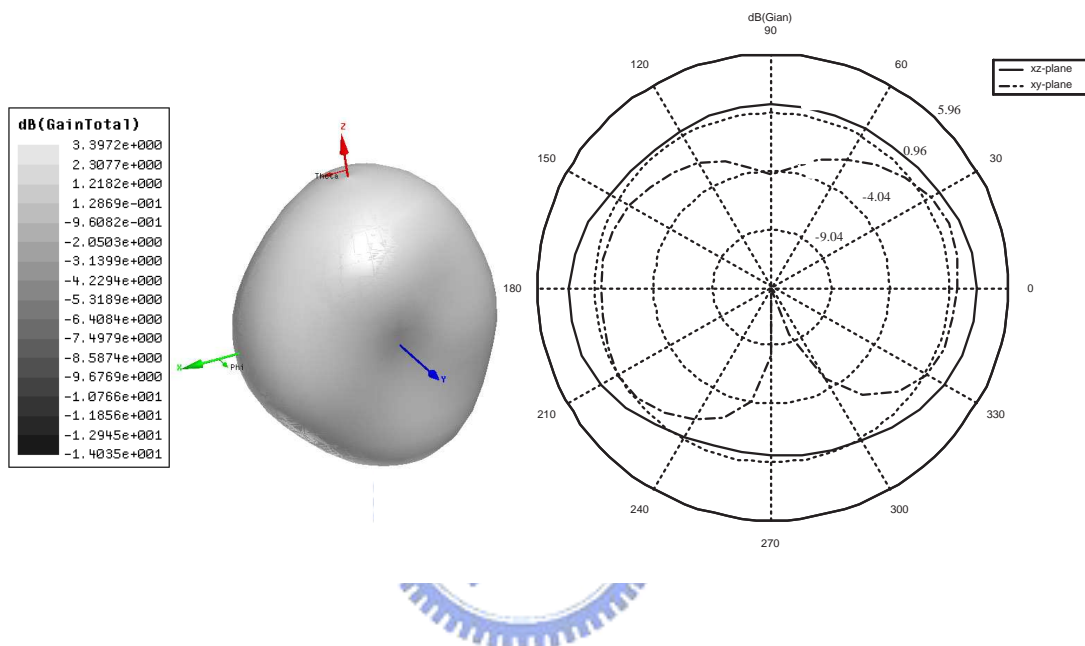 dB(GainTotal)
3.3972e+000
2.3077e+000
1.2182e+000
1.2869e-001
-9.6082e-001
-2.0503e+000
-3.1399e+000
-4.2294e+000
-5.3189e+000
-6.4084e+000
-7.4979e+000
-8.5874e+000
-9.6769e+000
-1.0766e+001
-1.1856e+001
-1.2945e+001
-1.4035e+001
Z
Theta
X
Phi
Y
dB(Gian)
90
120
60
xz-plane
xy-plane
5.96
150
0.96
30
-4.04
-9.04
180
0
210
330
240
300
270